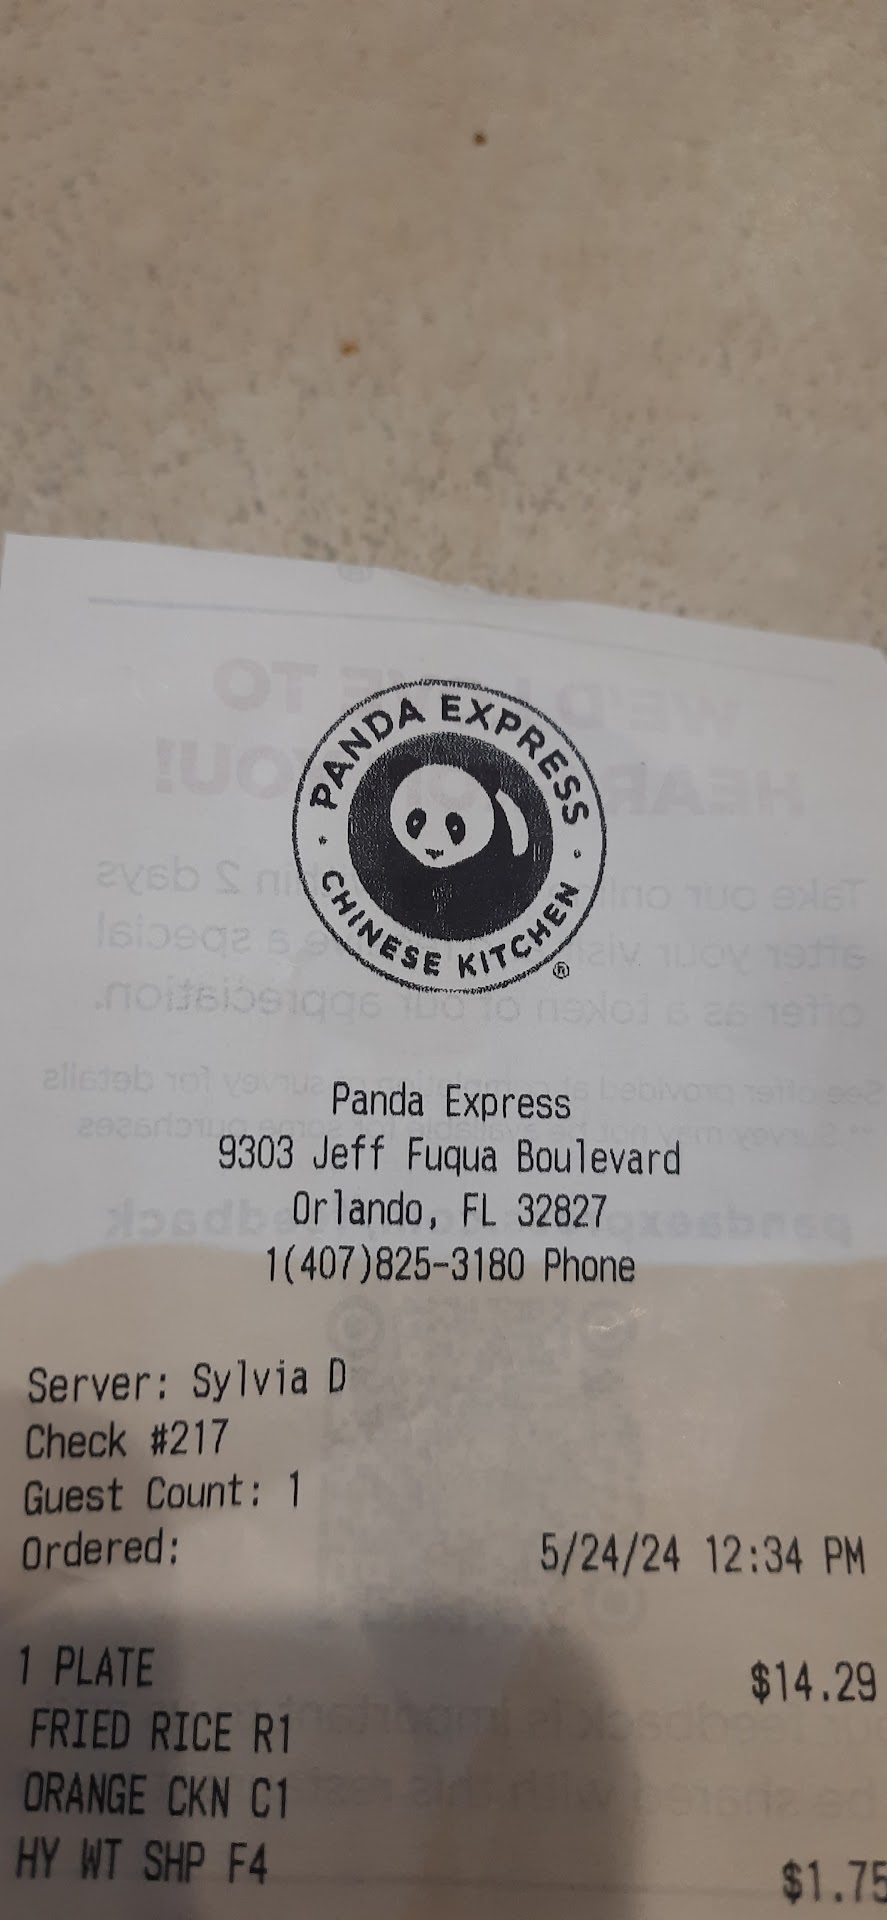 PANDA EXPRESS
CHINESE KITCHEN ®
Panda Express
9303 Jeff Fuqua Boulevard
Orlando, FL 32827
1(407)825-3180 Phone
Server: Sylvia D
Check #217
Guest Count: 1
Ordered: 5/24/24 12:34 PM
1 PLATE $14.29
FRIED RICE R1
ORANGE CKN C1
HY WT SHP F4 $1.75